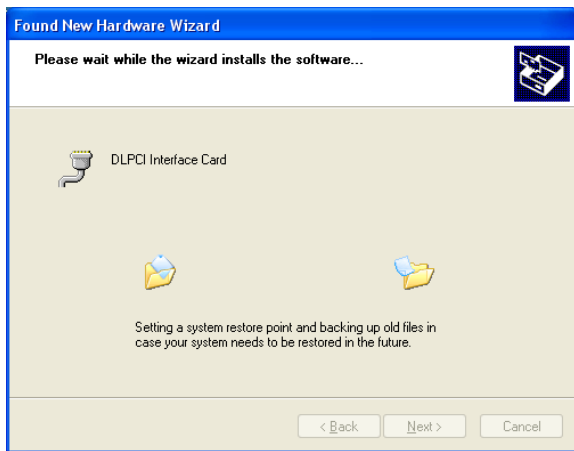 Found New Hardware Wizard
Please wait while the wizard installs the software...
DLPCI Interface Card
Setting a system restore point and backing up old files in
case your system needs to be restored in the future.
< Back Next > Cancel